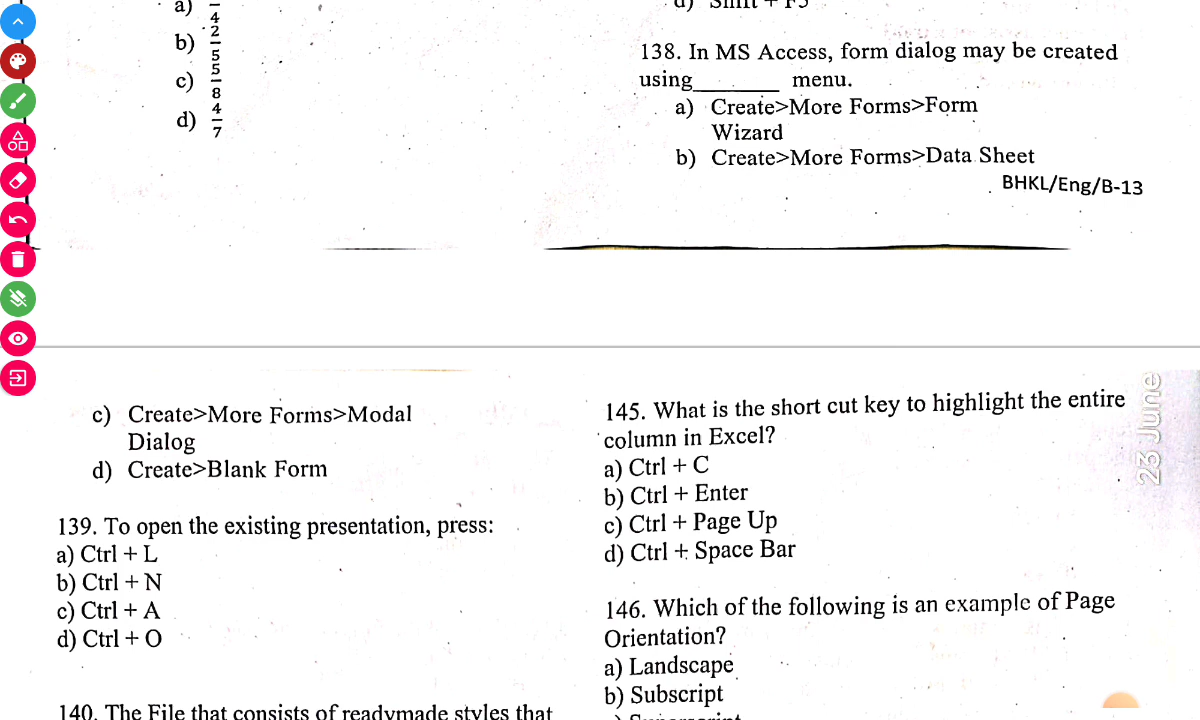 a)
4
b) 2/5
c) 5/8
d) 4/7
138. In MS Access, form dialog may be created
using________ menu.
a) Create>More Forms>Form
Wizard
b) Create>More Forms>Data Sheet
BHKL/Eng/B-13
c) Create>More Forms>Modal
Dialog
d) Create>Blank Form
139. To open the existing presentation, press:
a) Ctrl + L
b) Ctrl + N
c) Ctrl + A
d) Ctrl + O
140. The File that consists of readymade styles that
145. What is the short cut key to highlight the entire
column in Excel?
a) Ctrl + C
b) Ctrl + Enter
c) Ctrl + Page Up
d) Ctrl + Space Bar
146. Which of the following is an example of Page
Orientation?
a) Landscape
b) Subscript
23 June